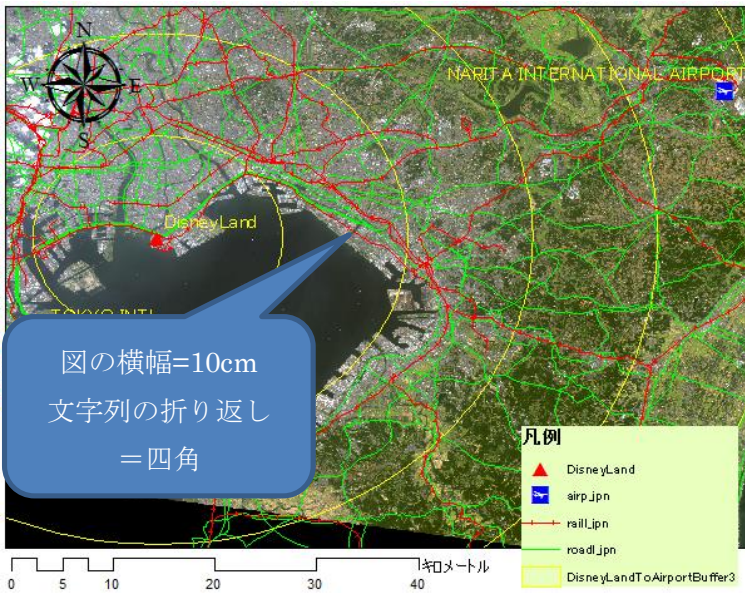 N
W
E
S
NARITA INTERNATIONAL AIRPORT
DisneyLand
TOKYO INTL
図の横幅=10cm
文字列の折り返し
＝四角
凡例
DisneyLand
airp_jpn
raill_jpn
roadl_jpn
DisneyLandToAirportBuffer3
キロメートル
0 5 10 20 30 40